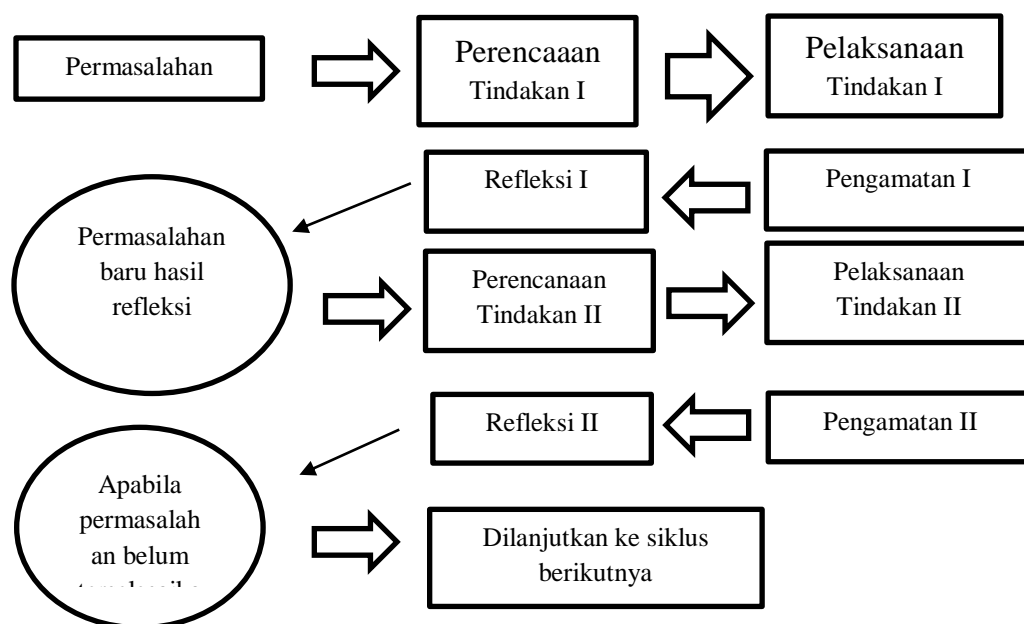 Permasalahan
Perencaaan
Tindakan I
Pelaksanaan
Tindakan I
Refleksi I
Pengamatan I
Permasalahan
baru hasil
refleksi
Perencanaan
Tindakan II
Pelaksanaan
Tindakan II
Refleksi II
Pengamatan II
Apabila
permasalah
an belum
Dilanjutkan ke siklus
berikutnya